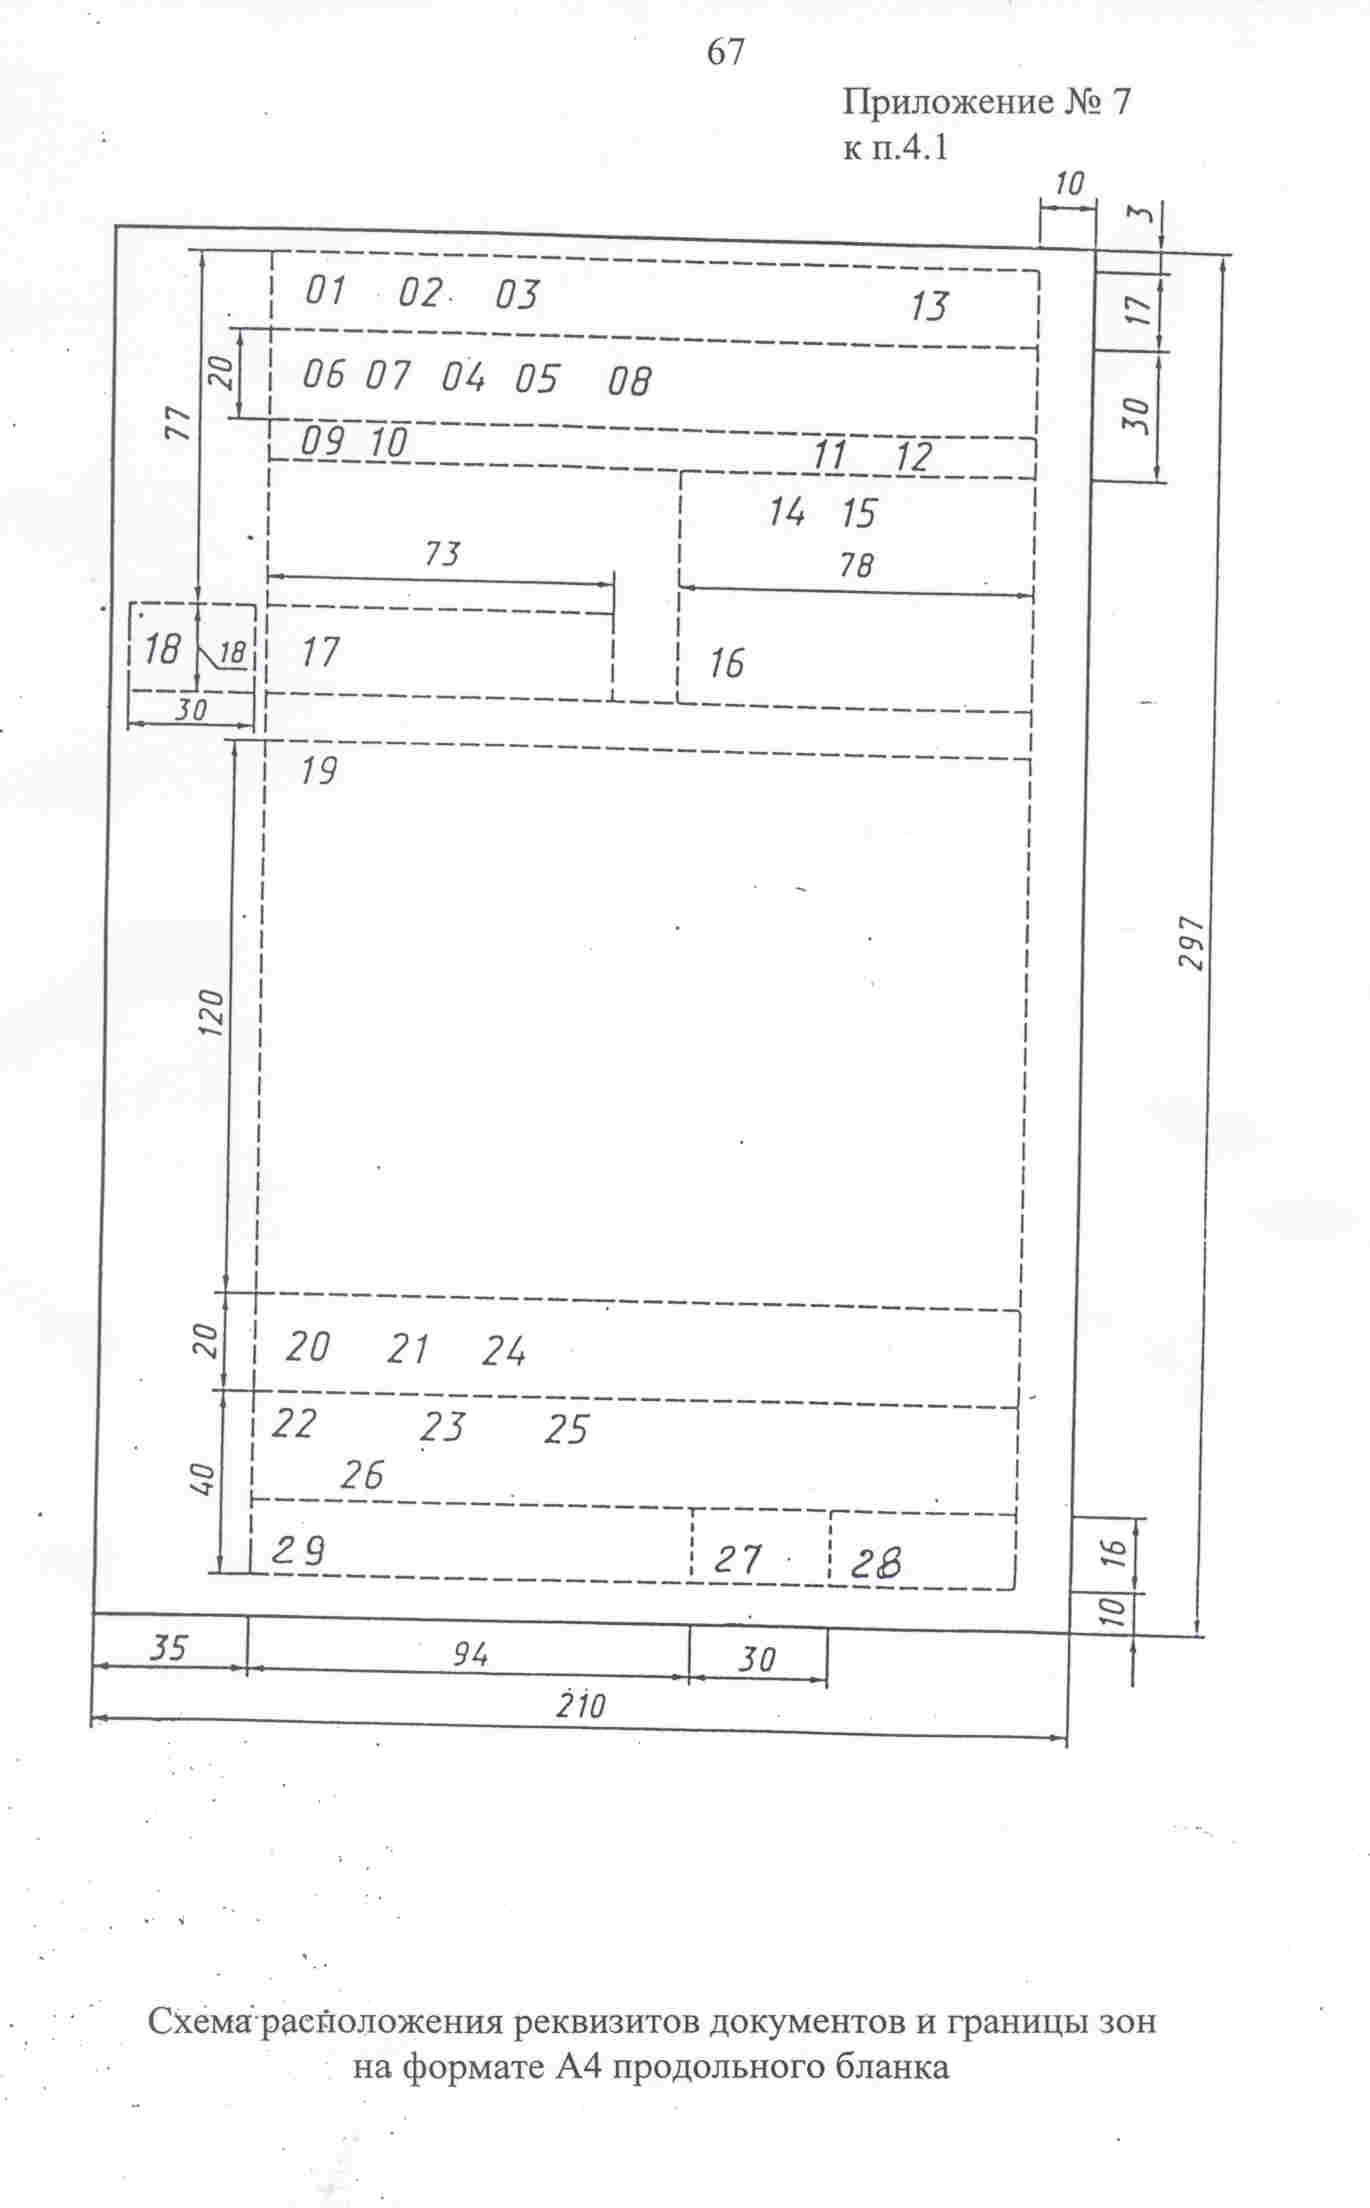 67
Приложение № 7
к п.4.1
10
3
01 02 03 13
17
06 07 04 05 08
20
30
77
09 10 11 12
14 15
73
78
18 18 17 16
30
19
297
120
20
20 21 24
22 23 25
40
26
29 27 28
16
10
35 94 30
210
Схема расположения реквизитов документов и границы зон
на формате А4 продольного бланка